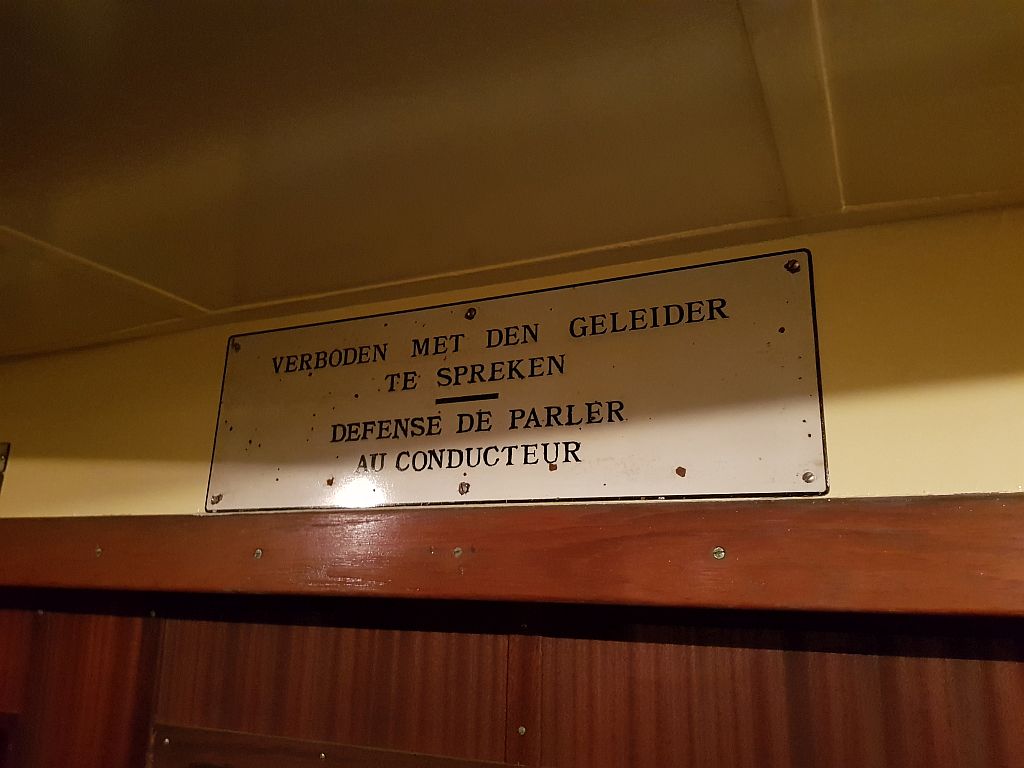 VERBODEN MET DEN GELEIDER
TE SPREKEN
DEFENSE DE PARLER
AU CONDUCTEUR